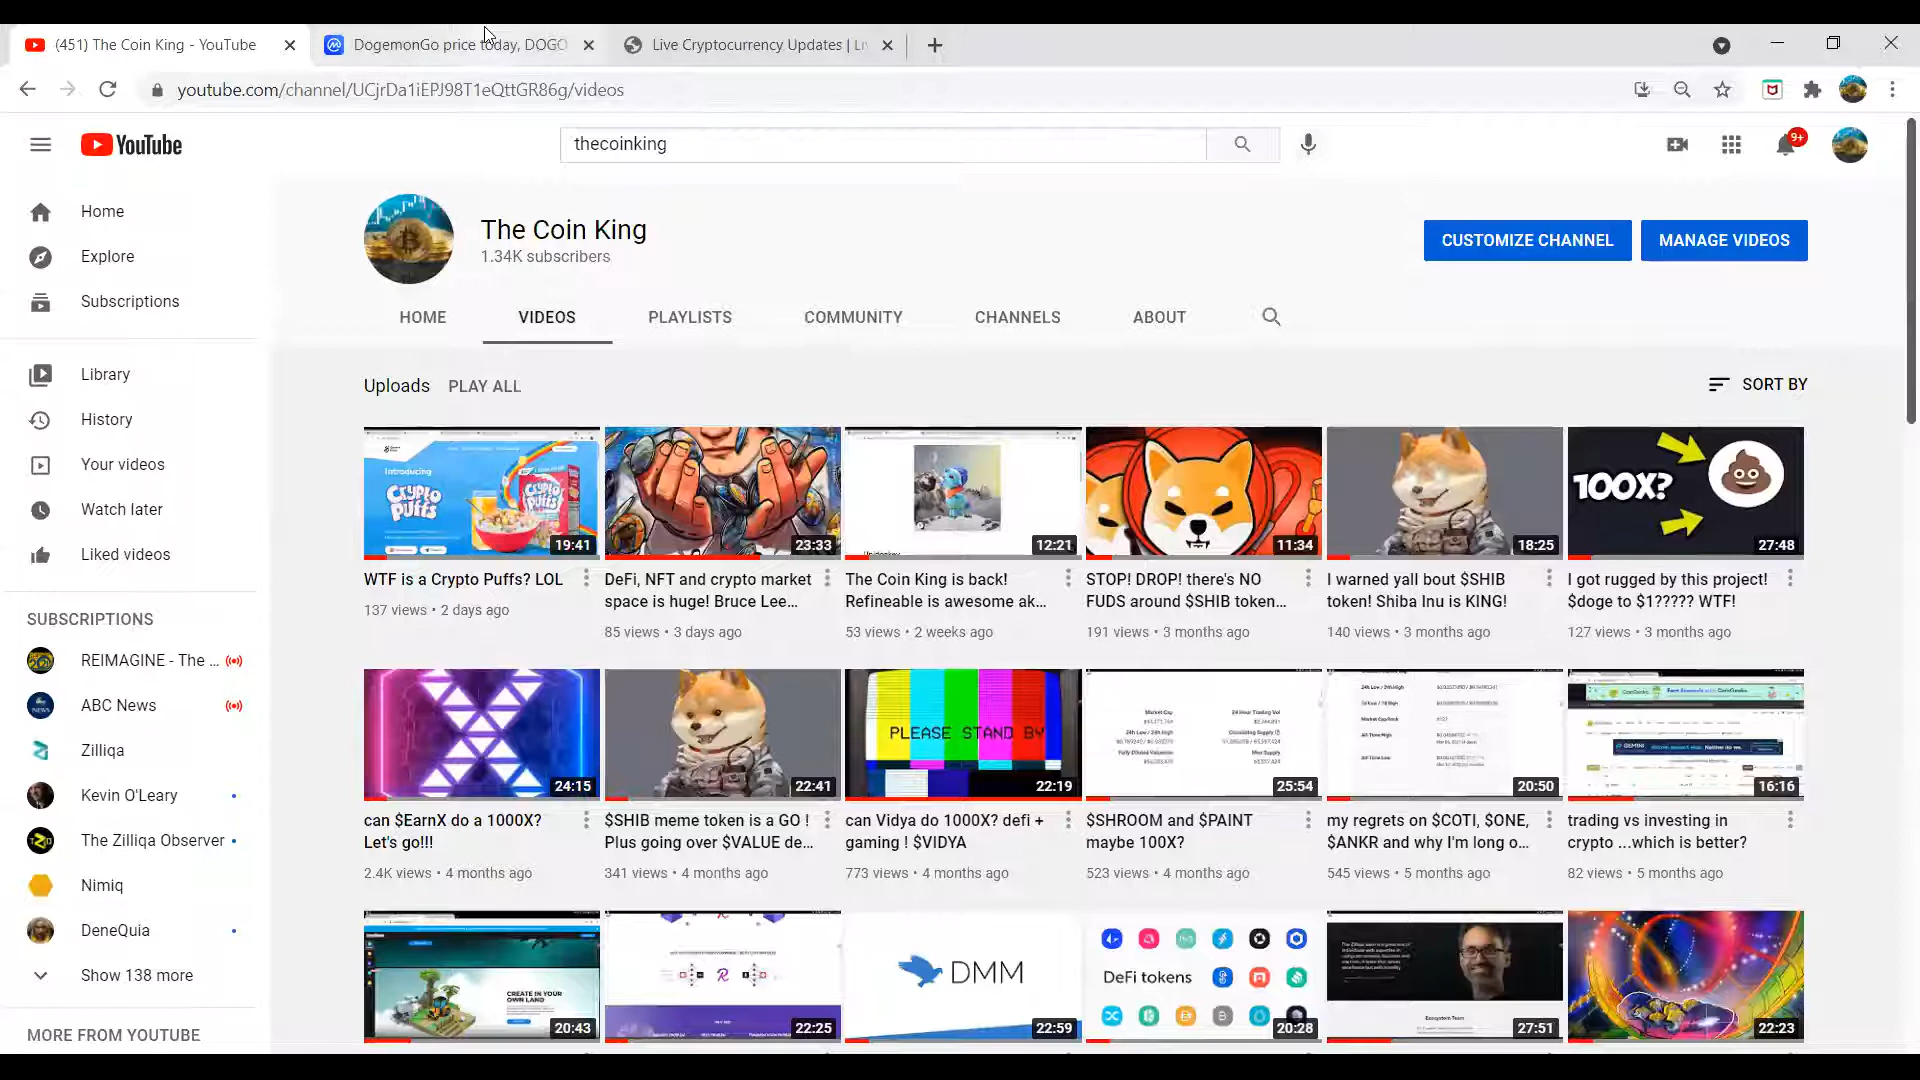 (451) The Coin King - YouTube
DogemonGo price today, DOGO
Live Cryptocurrency Updates | Li
youtube.com/channel/UCjrDa1iEPJ98T1eQttGR86g/videos
YouTube
thecoinking
9+
Home
Explore
Subscriptions
Library
History
Your videos
Watch later
Liked videos
SUBSCRIPTIONS
REIMAGINE - The ...
ABC News
Zilliqa
Kevin O'Leary
The Zilliqa Observer
Nimiq
DeneQuia
Show 138 more
MORE FROM YOUTUBE
The Coin King
1.34K subscribers
CUSTOMIZE CHANNEL
MANAGE VIDEOS
HOME
VIDEOS
PLAYLISTS
COMMUNITY
CHANNELS
ABOUT
Uploads
PLAY ALL
SORT BY
Introducing
CRYPTO
PUFFS
19:41
23:33
12:21
11:34
18:25
100X?
27:48
WTF is a Crypto Puffs? LOL
137 views • 2 days ago
DeFi, NFT and crypto market
space is huge! Bruce Lee...
85 views • 3 days ago
The Coin King is back!
Refineable is awesome ak...
53 views • 2 weeks ago
STOP! DROP! there's NO
FUDS around $SHIB token...
191 views • 3 months ago
I warned yall bout $SHIB
token! Shiba Inu is KING!
140 views • 3 months ago
I got rugged by this project!
$doge to $1????? WTF!
127 views • 3 months ago
24:15
22:41
PLEASE STAND BY
22:19
25:54
20:50
GEMINI
16:16
can $EarnX do a 1000X?
Let's go!!!
2.4K views • 4 months ago
$SHIB meme token is a GO !
Plus going over $VALUE de...
341 views • 4 months ago
can Vidya do 1000X? defi +
gaming ! $VIDYA
773 views • 4 months ago
$SHROOM and $PAINT
maybe 100X?
523 views • 4 months ago
my regrets on $COTI, $ONE,
$ANKR and why I'm long o...
545 views • 5 months ago
trading vs investing in
crypto ...which is better?
82 views • 5 months ago
CREATE IN YOUR
OWN LAND
20:43
22:25
DMM
22:59
DeFi tokens
20:28
Ecosystem Team
27:51
22:23